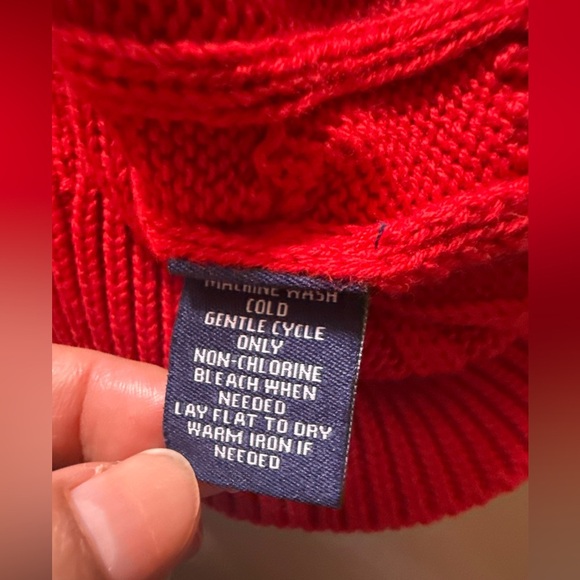 MACHINE WASH
COLD
GENTLE CYCLE
ONLY
NON-CHLORINE
BLEACH WHEN
NEEDED
LAY FLAT TO DRY
WARM IRON IF
NEEDED